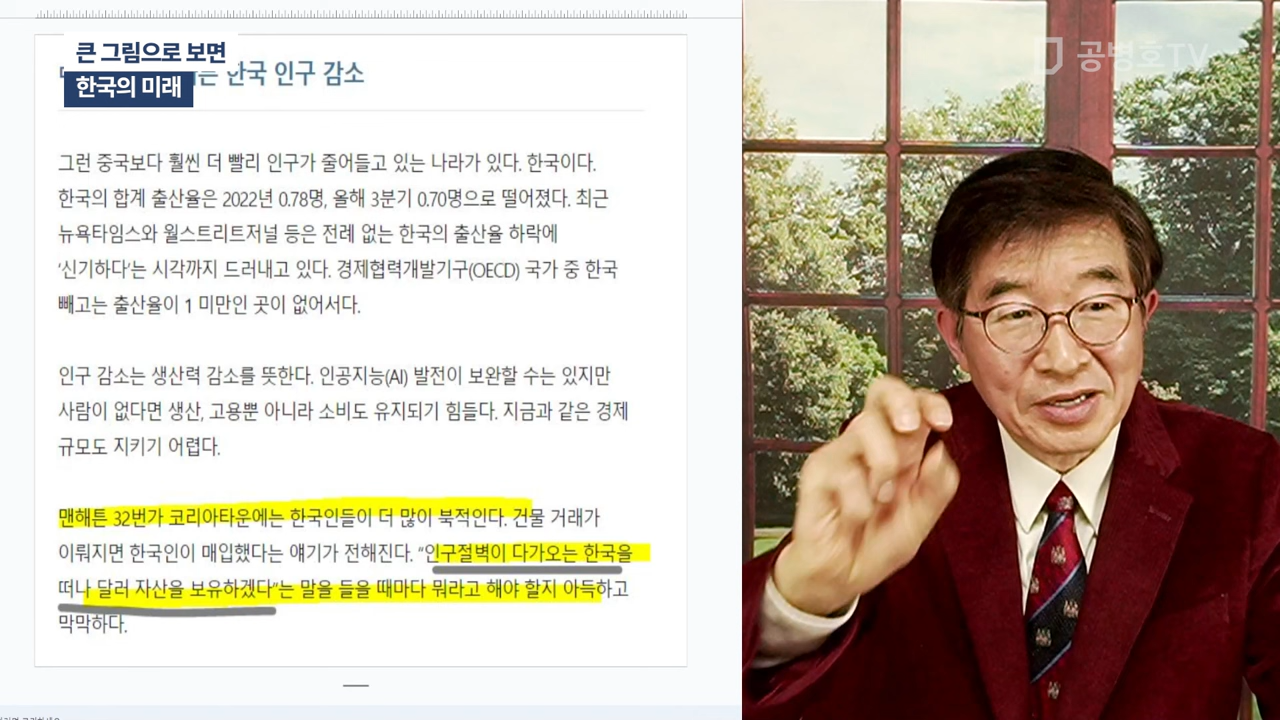 큰 그림으로 보면
한국의 미래
한국 인구 감소
공병호TV
그런 중국보다 훨씬 더 빨리 인구가 줄어들고 있는 나라가 있다. 한국이다.
한국의 합계 출산율은 2022년 0.78명, 올해 3분기 0.70명으로 떨어졌다. 최근
뉴욕타임스와 월스트리트저널 등은 전례 없는 한국의 출산율 하락에
‘신기하다’는 시각까지 드러내고 있다. 경제협력개발기구(OECD) 국가 중 한국
빼고는 출산율이 1 미만인 곳이 없어서다.
인구 감소는 생산력 감소를 뜻한다. 인공지능(AI) 발전이 보완할 수는 있지만
사람이 없다면 생산, 고용뿐 아니라 소비도 유지되기 힘들다. 지금과 같은 경제
규모도 지키기 어렵다.
맨해튼 32번가 코리아타운에는 한국인들이 더 많이 북적인다. 건물 거래가
이뤄지면 한국인이 매입했다는 얘기가 전해진다. “인구절벽이 다가오는 한국을
떠나 달러 자산을 보유하겠다”는 말을 들을 때마다 뭐라고 해야 할지 아득하고
막막하다.